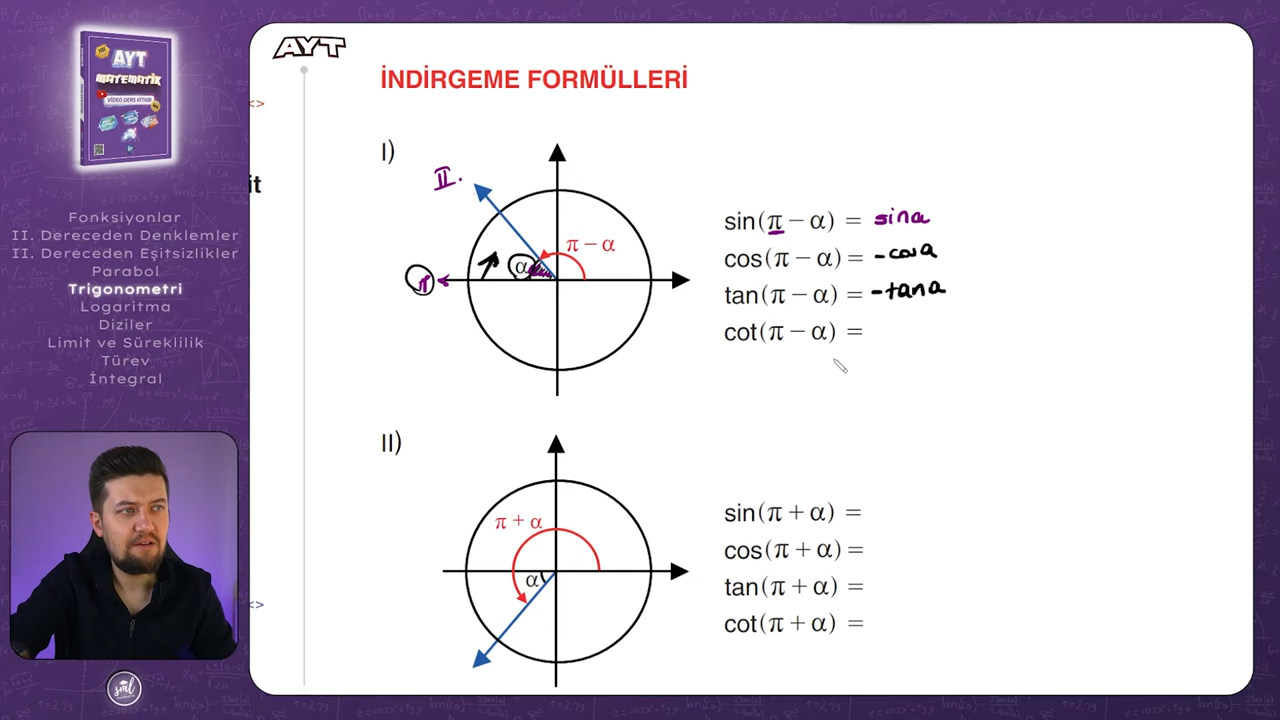 AYT
MATEMATİK
VİDEO DERS KİTABI
it
Fonksiyonlar
II. Dereceden Denklemler
II. Dereceden Eşitsizlikler
Parabol
Trigonometri
Logaritma
Diziler
Limit ve Süreklilik
Türev
İntegral
sml
AYT
İNDİRGEME FORMÜLLERİ
I)
II.
π − α
α
π
sin(π − α) = sinα
cos(π − α) = -cosα
tan(π − α) = -tanα
cot(π − α) =
II)
π + α
α
sin(π + α) =
cos(π + α) =
tan(π + α) =
cot(π + α) =